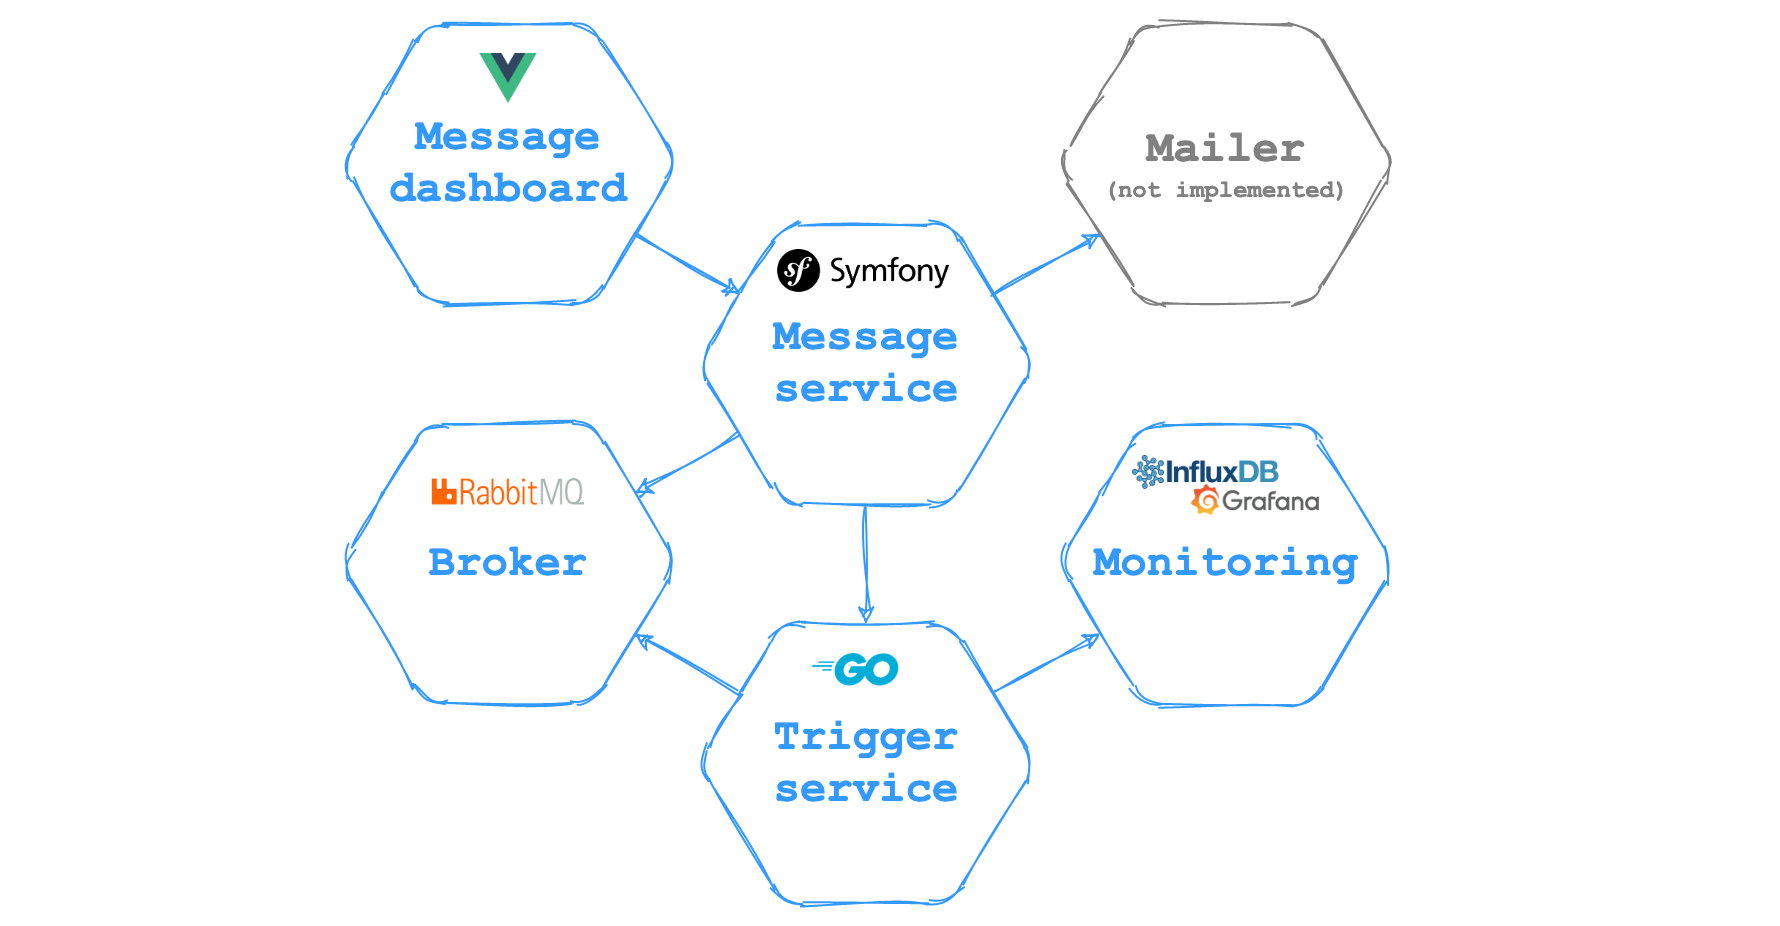 Message
dashboard
Mailer
(not implemented)
sf Symfony
Message
service
RabbitMQ
Broker
InfluxDB
Grafana
Monitoring
GO
Trigger
service